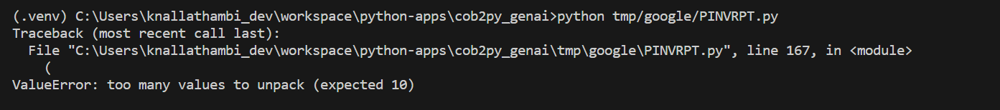 (.venv) C:\Users\knallathambi_dev\workspace\python-apps\cob2py_genai>python tmp/google/PINVRPT.py
Traceback (most recent call last):
  File "C:\Users\knallathambi_dev\workspace\python-apps\cob2py_genai\tmp\google\PINVRPT.py", line 167, in <module>
    (
ValueError: too many values to unpack (expected 10)